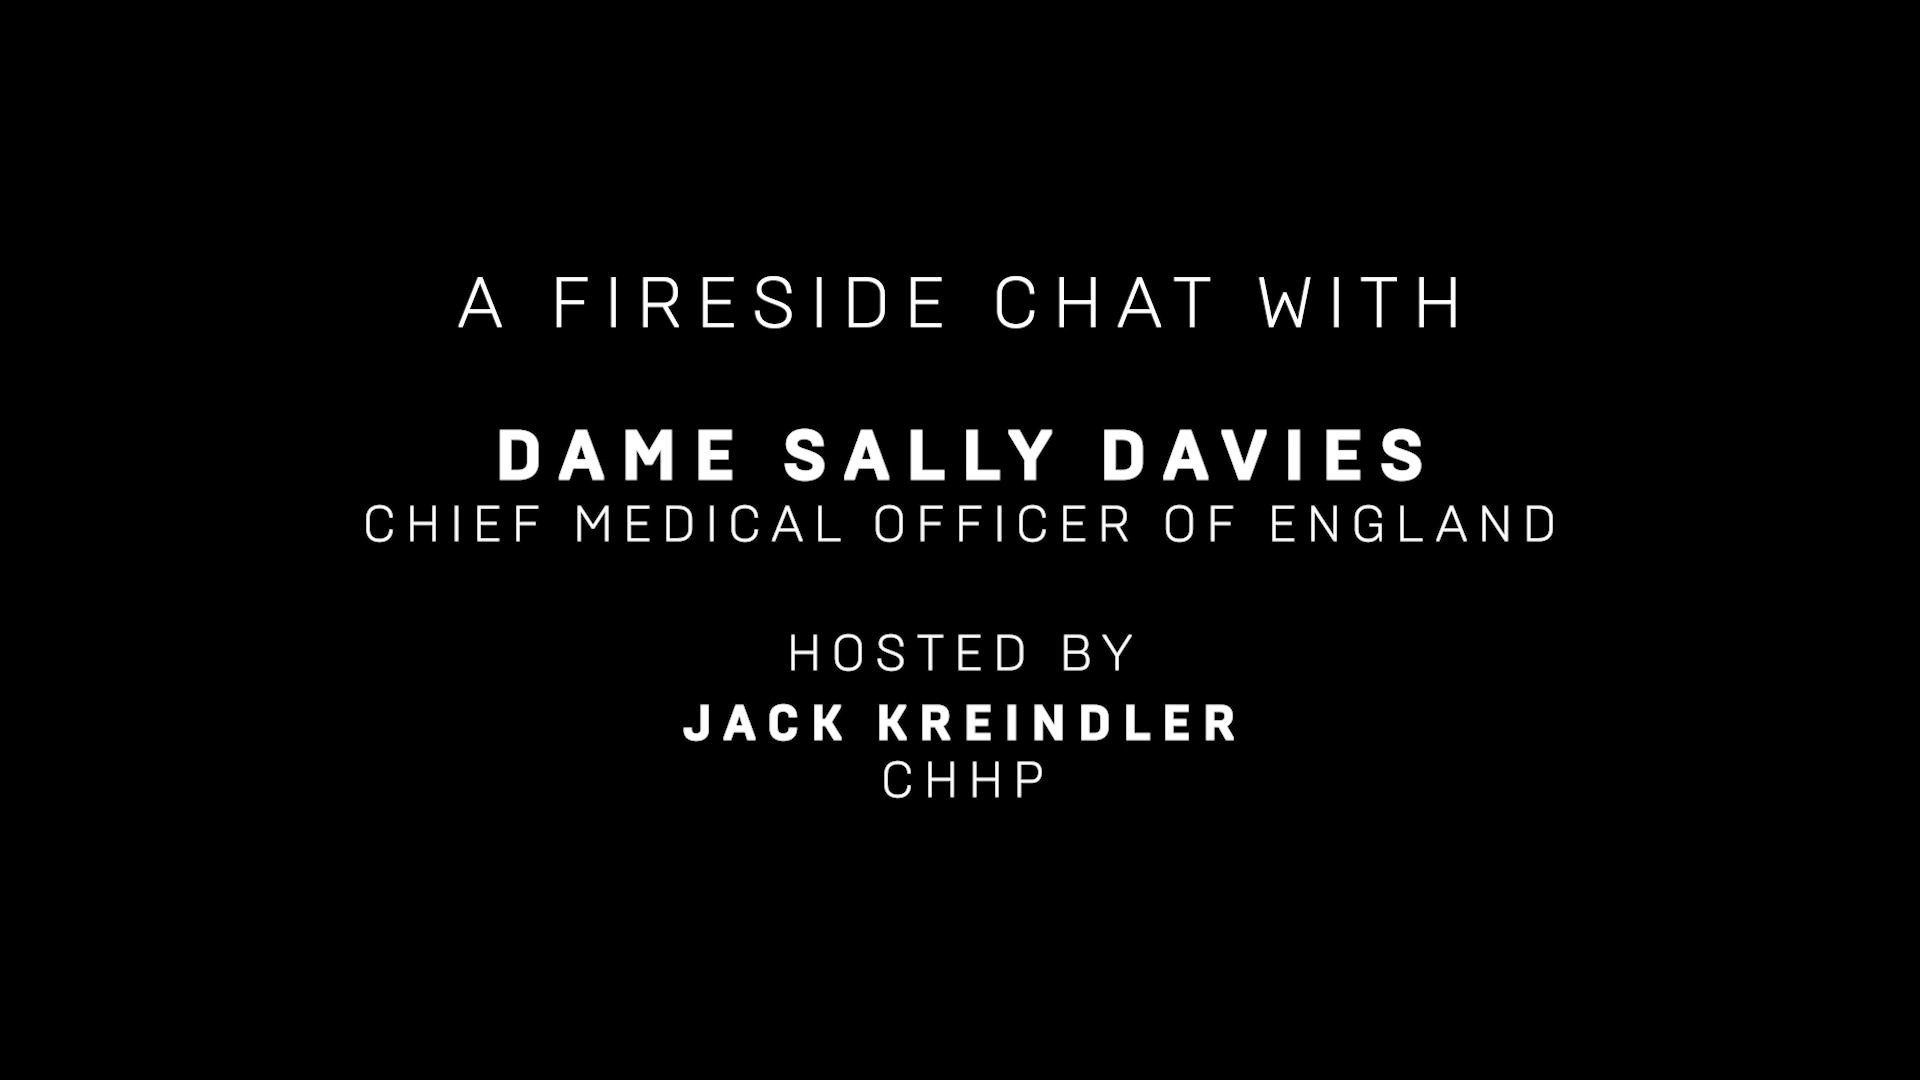 A FIRESIDE CHAT WITH
DAME SALLY DAVIES
CHIEF MEDICAL OFFICER OF ENGLAND
HOSTED BY
JACK KREINDLER
CHHP